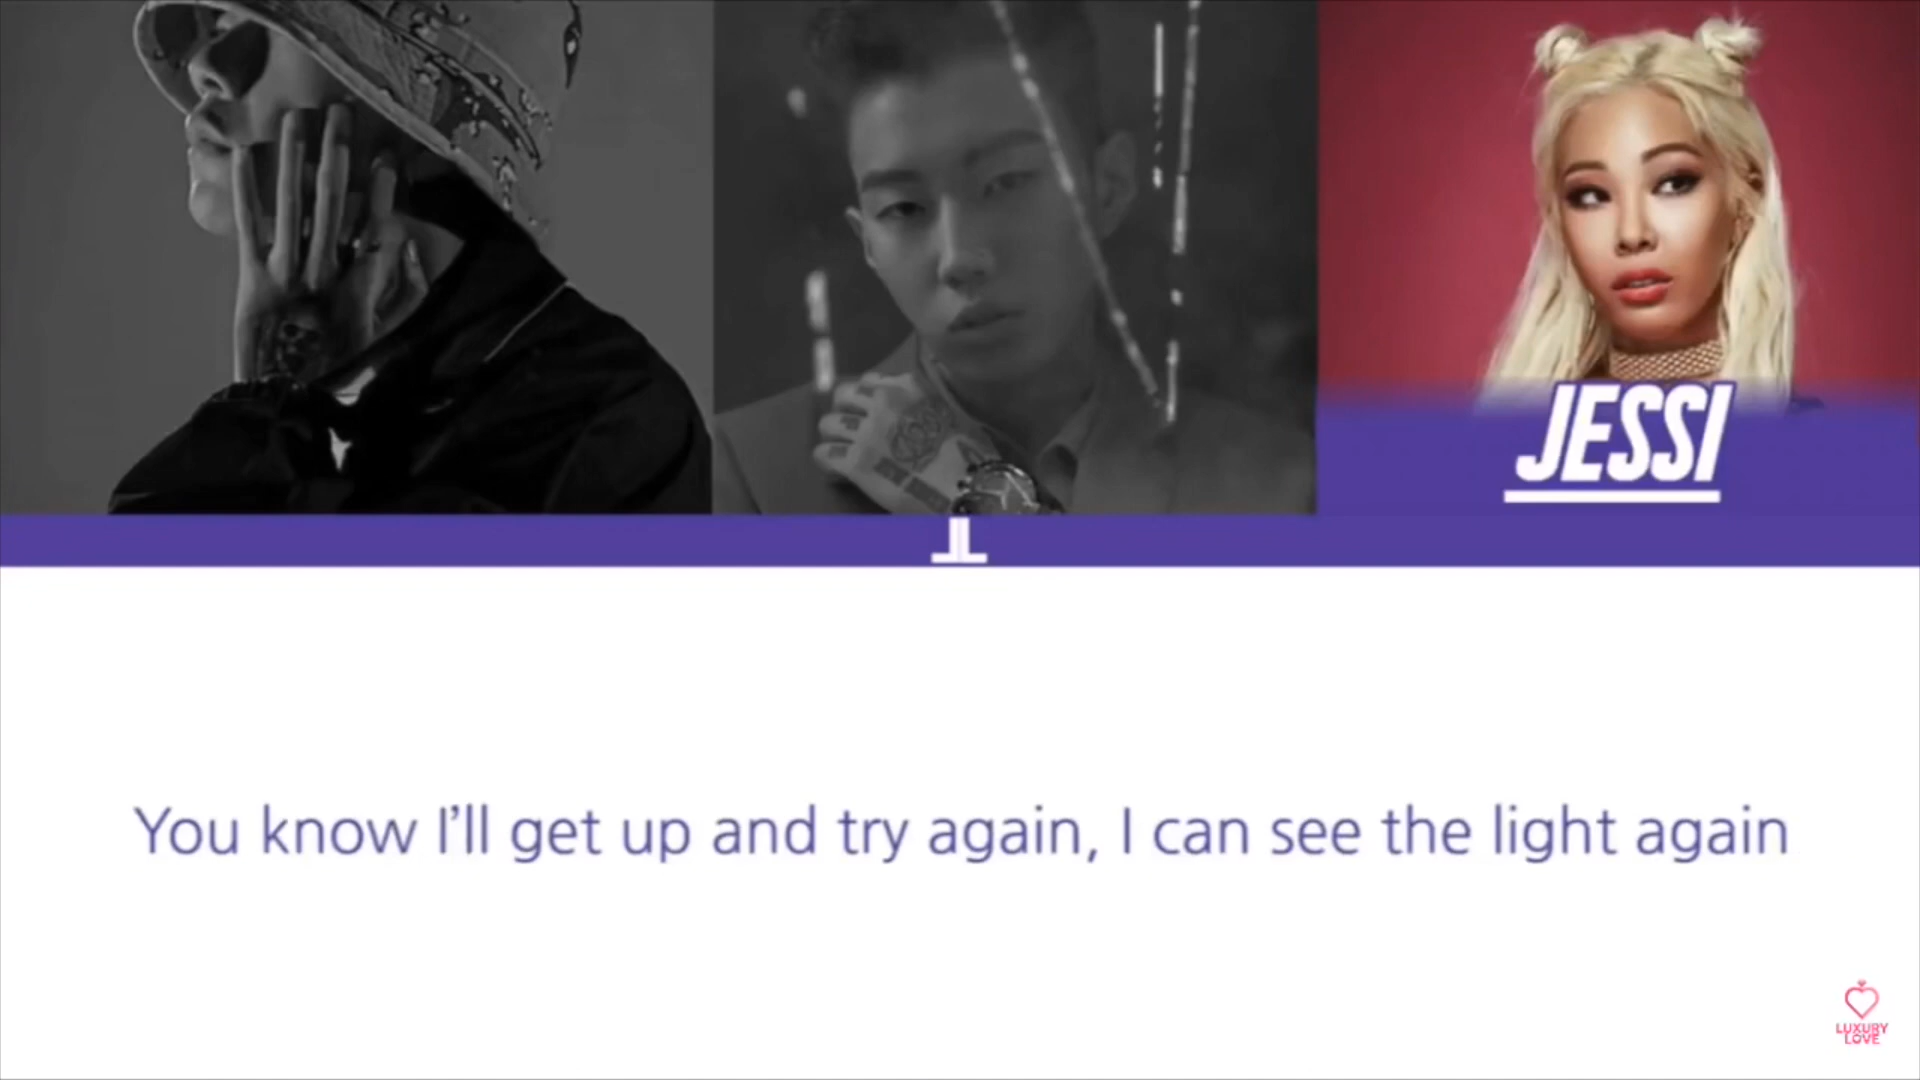 JESSI
You know I'll get up and try again, I can see the light again
LUXURY
LOVE